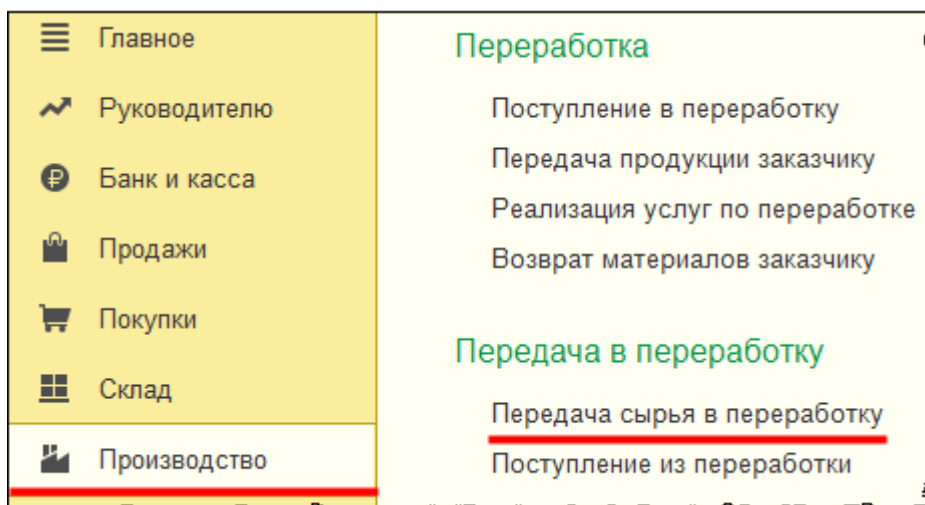 Главное
Руководителю
Банк и касса
Продажи
Покупки
Склад
Производство
Переработка
Поступление в переработку
Передача продукции заказчику
Реализация услуг по переработке
Возврат материалов заказчику
Передача в переработку
Передача сырья в переработку
Поступление из переработки